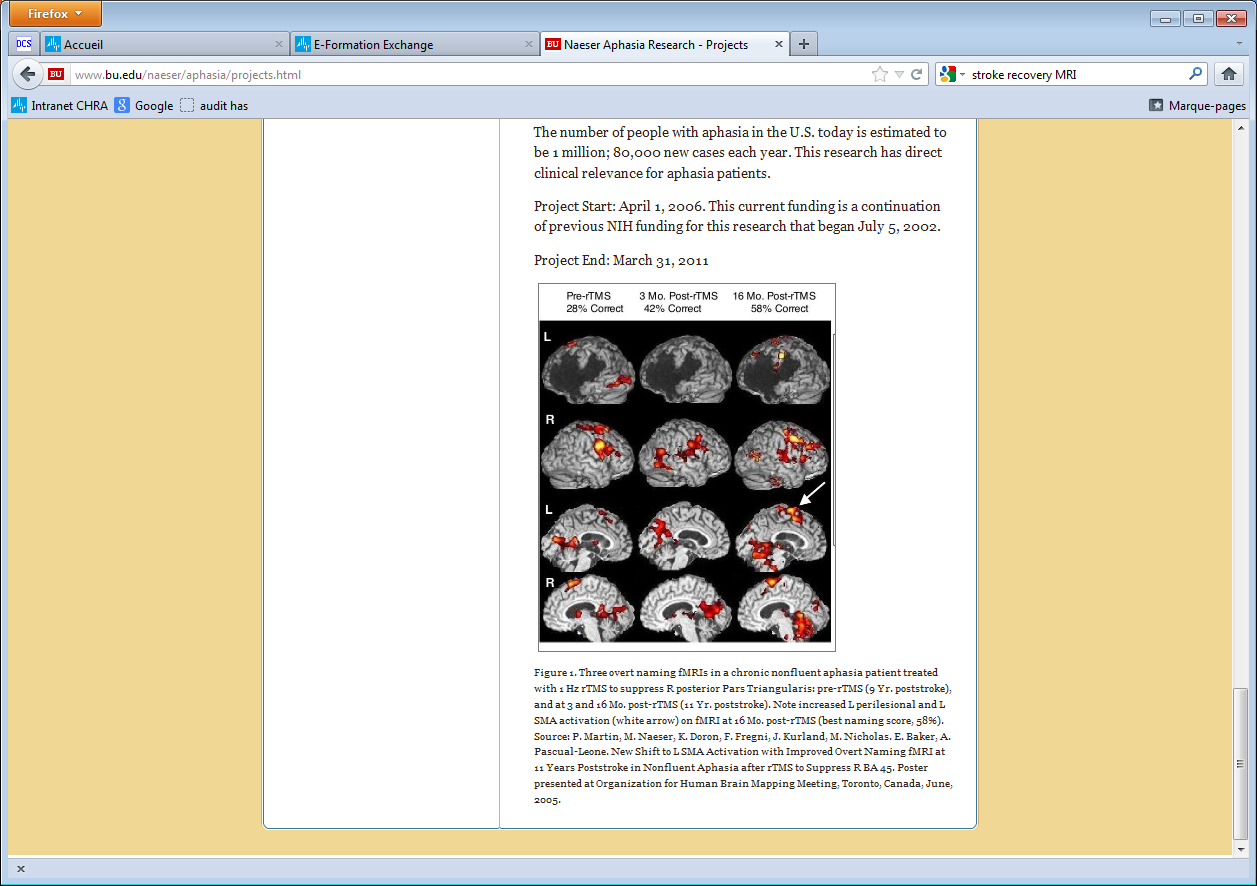 Firefox
DCS
Accueil
E-Formation Exchange
BU
Naeser Aphasia Research - Projects
BU
www.bu.edu/naeser/aphasia/projects.html
stroke recovery MRI
Intranet CHRA
Google
audit has
Marque-pages
The number of people with aphasia in the U.S. today is estimated to
be 1 million; 80,000 new cases each year. This research has direct
clinical relevance for aphasia patients.
Project Start: April 1, 2006. This current funding is a continuation
of previous NIH funding for this research that began July 5, 2002.
Project End: March 31, 2011
Pre-rTMS 3 Mo. Post-rTMS 16 Mo. Post-rTMS
28% Correct 42% Correct 58% Correct
L
R
L
R
Figure 1. Three overt naming fMRIs in a chronic nonfluent aphasia patient treated
with 1 Hz rTMS to suppress R posterior Pars Triangularis: pre-rTMS (9 Yr. poststroke),
and at 3 and 16 Mo. post-rTMS (11 Yr. poststroke). Note increased L perilesional and L
SMA activation (white arrow) on fMRI at 16 Mo. post-rTMS (best naming score, 58%).
Source: P. Martin, M. Naeser, K. Doron, F. Fregni, J. Kurland, M. Nicholas. E. Baker, A.
Pascual-Leone. New Shift to L SMA Activation with Improved Overt Naming fMRI at
11 Years Poststroke in Nonfluent Aphasia after rTMS to Suppress R BA 45. Poster
presented at Organization for Human Brain Mapping Meeting, Toronto, Canada, June,
2005.